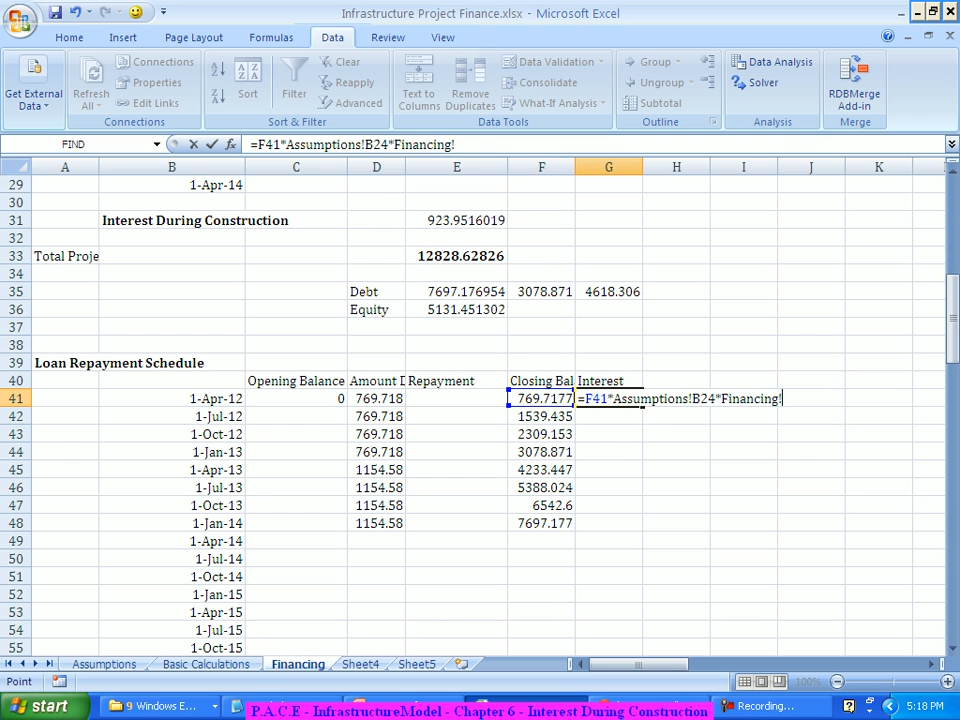 Infrastructure Project Finance.xlsx - Microsoft Excel
Home Insert Page Layout Formulas Data Review View
Get External Data
Refresh All
Connections
Properties
Edit Links
Connections
Sort
Filter
Clear
Reapply
Advanced
Sort & Filter
Text to Columns
Remove Duplicates
Data Validation
Consolidate
What-If Analysis
Data Tools
Group
Ungroup
Subtotal
Outline
Data Analysis
Solver
Analysis
RDBMerge Add-in
Merge
FIND =F41*Assumptions!B24*Financing!
A B C D E F G H I J K
29 1-Apr-14
30
31 Interest During Construction 923.9516019
32
33 Total Proje 12828.62826
34
35 Debt 7697.176954 3078.871 4618.306
36 Equity 5131.451302
37
38
39 Loan Repayment Schedule
40 Opening Balance Amount D Repayment Closing Bal Interest
41 1-Apr-12 0 769.718 769.7177 =F41*Assumptions!B24*Financing!
42 1-Jul-12 769.718 1539.435
43 1-Oct-12 769.718 2309.153
44 1-Jan-13 769.718 3078.871
45 1-Apr-13 1154.58 4233.447
46 1-Jul-13 1154.58 5388.024
47 1-Oct-13 1154.58 6542.6
48 1-Jan-14 1154.58 7697.177
49 1-Apr-14
50 1-Jul-14
51 1-Oct-14
52 1-Jan-15
53 1-Apr-15
54 1-Jul-15
55 1-Oct-15
Assumptions Basic Calculations Financing Sheet4 Sheet5
Point 100%
start 9 Windows E... Recording... 5:18 PM
P.A.C.E - InfrastructureModel - Chapter 6 - Interest During Construction